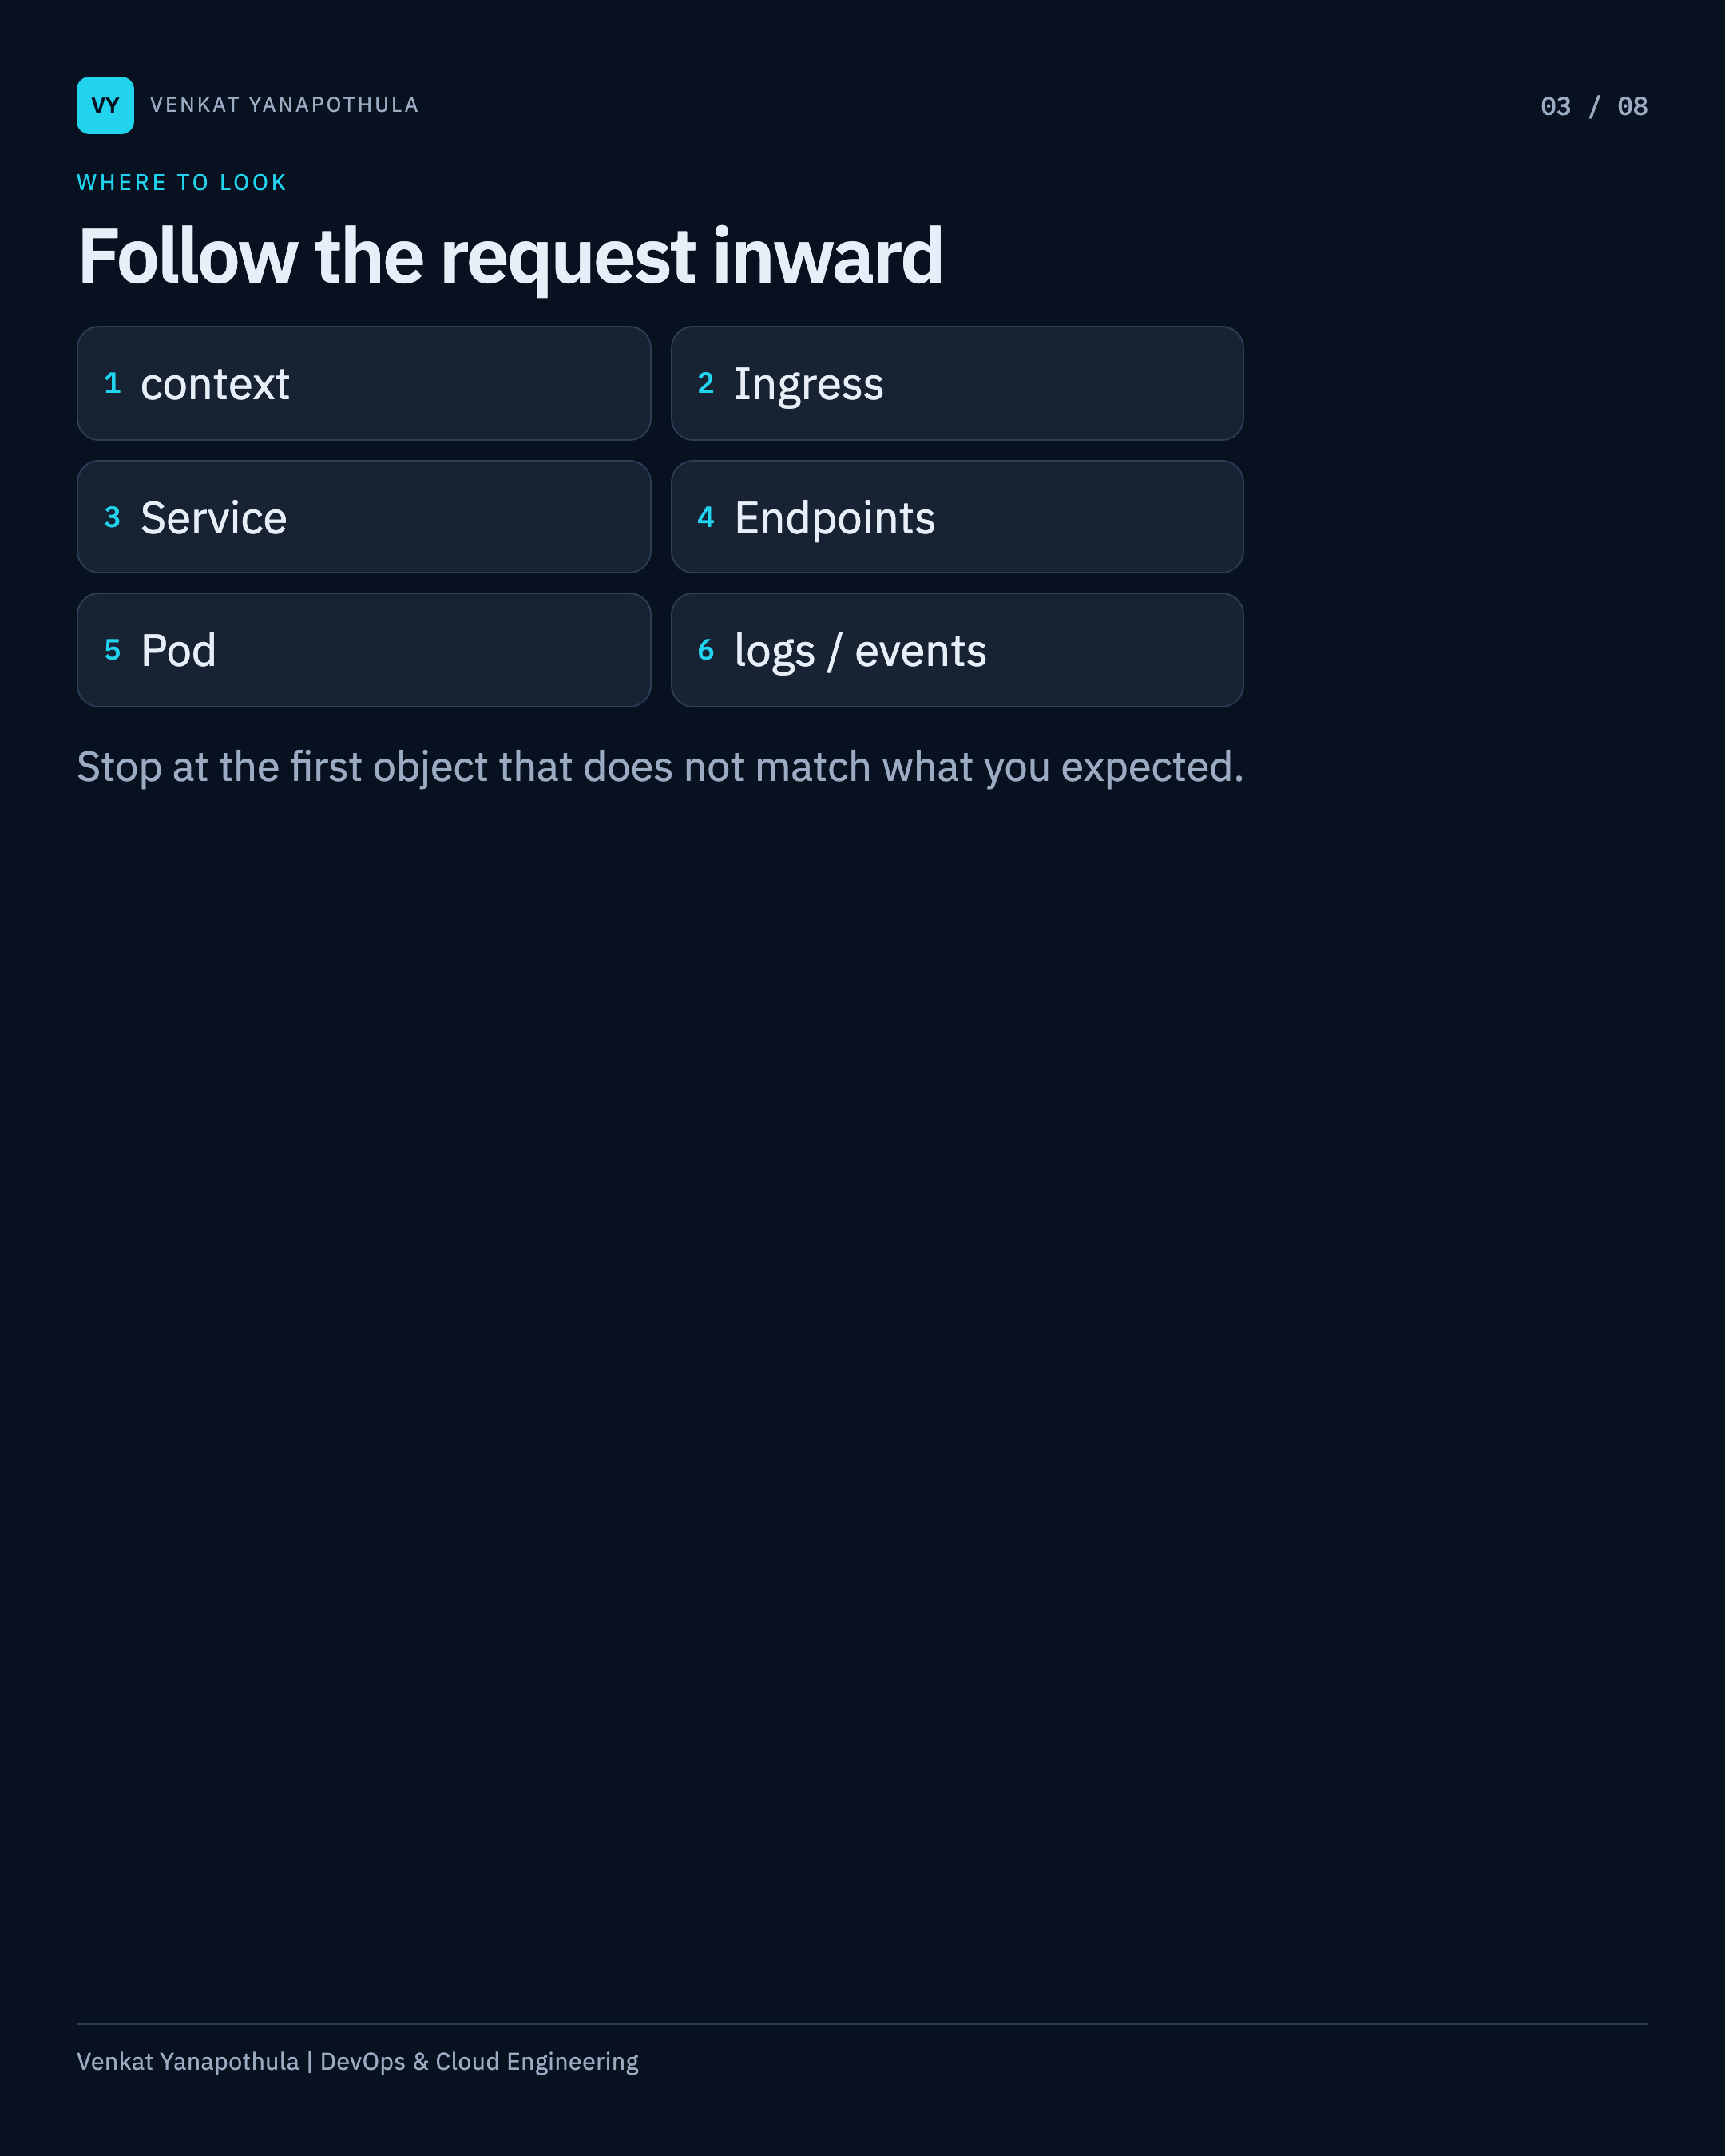 VY VENKAT YANAPOTHULA
03 / 08
WHERE TO LOOK
Follow the request inward
1 context
2 Ingress
3 Service
4 Endpoints
5 Pod
6 logs / events
Stop at the first object that does not match what you expected.
Venkat Yanapothula | DevOps & Cloud Engineering